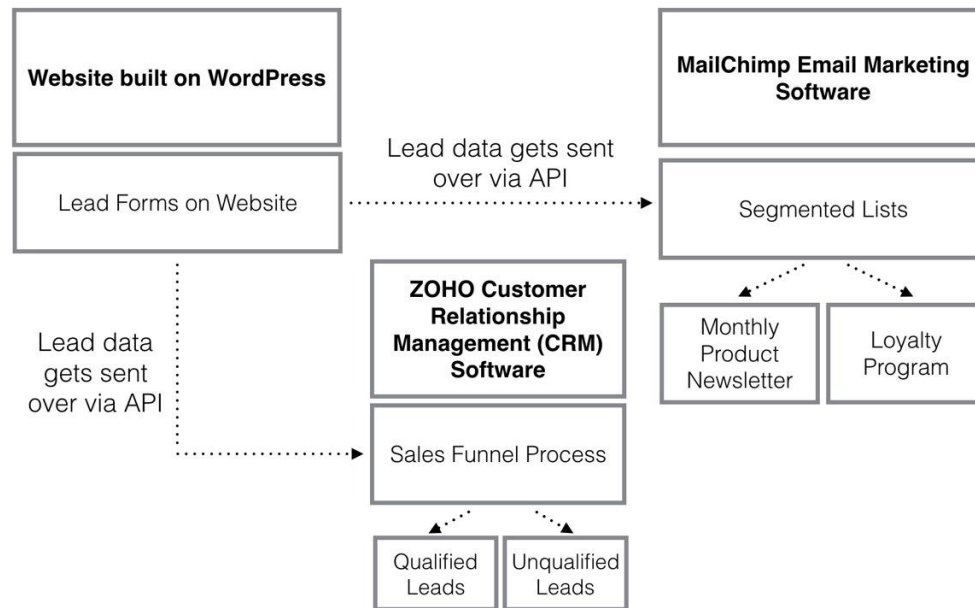 Website built on WordPress
Lead Forms on Website
Lead data gets sent
over via API
MailChimp Email Marketing
Software
Segmented Lists
Monthly
Product
Newsletter
Loyalty
Program
Lead data
gets sent
over via API
ZOHO Customer
Relationship
Management (CRM)
Software
Sales Funnel Process
Qualified
Leads
Unqualified
Leads